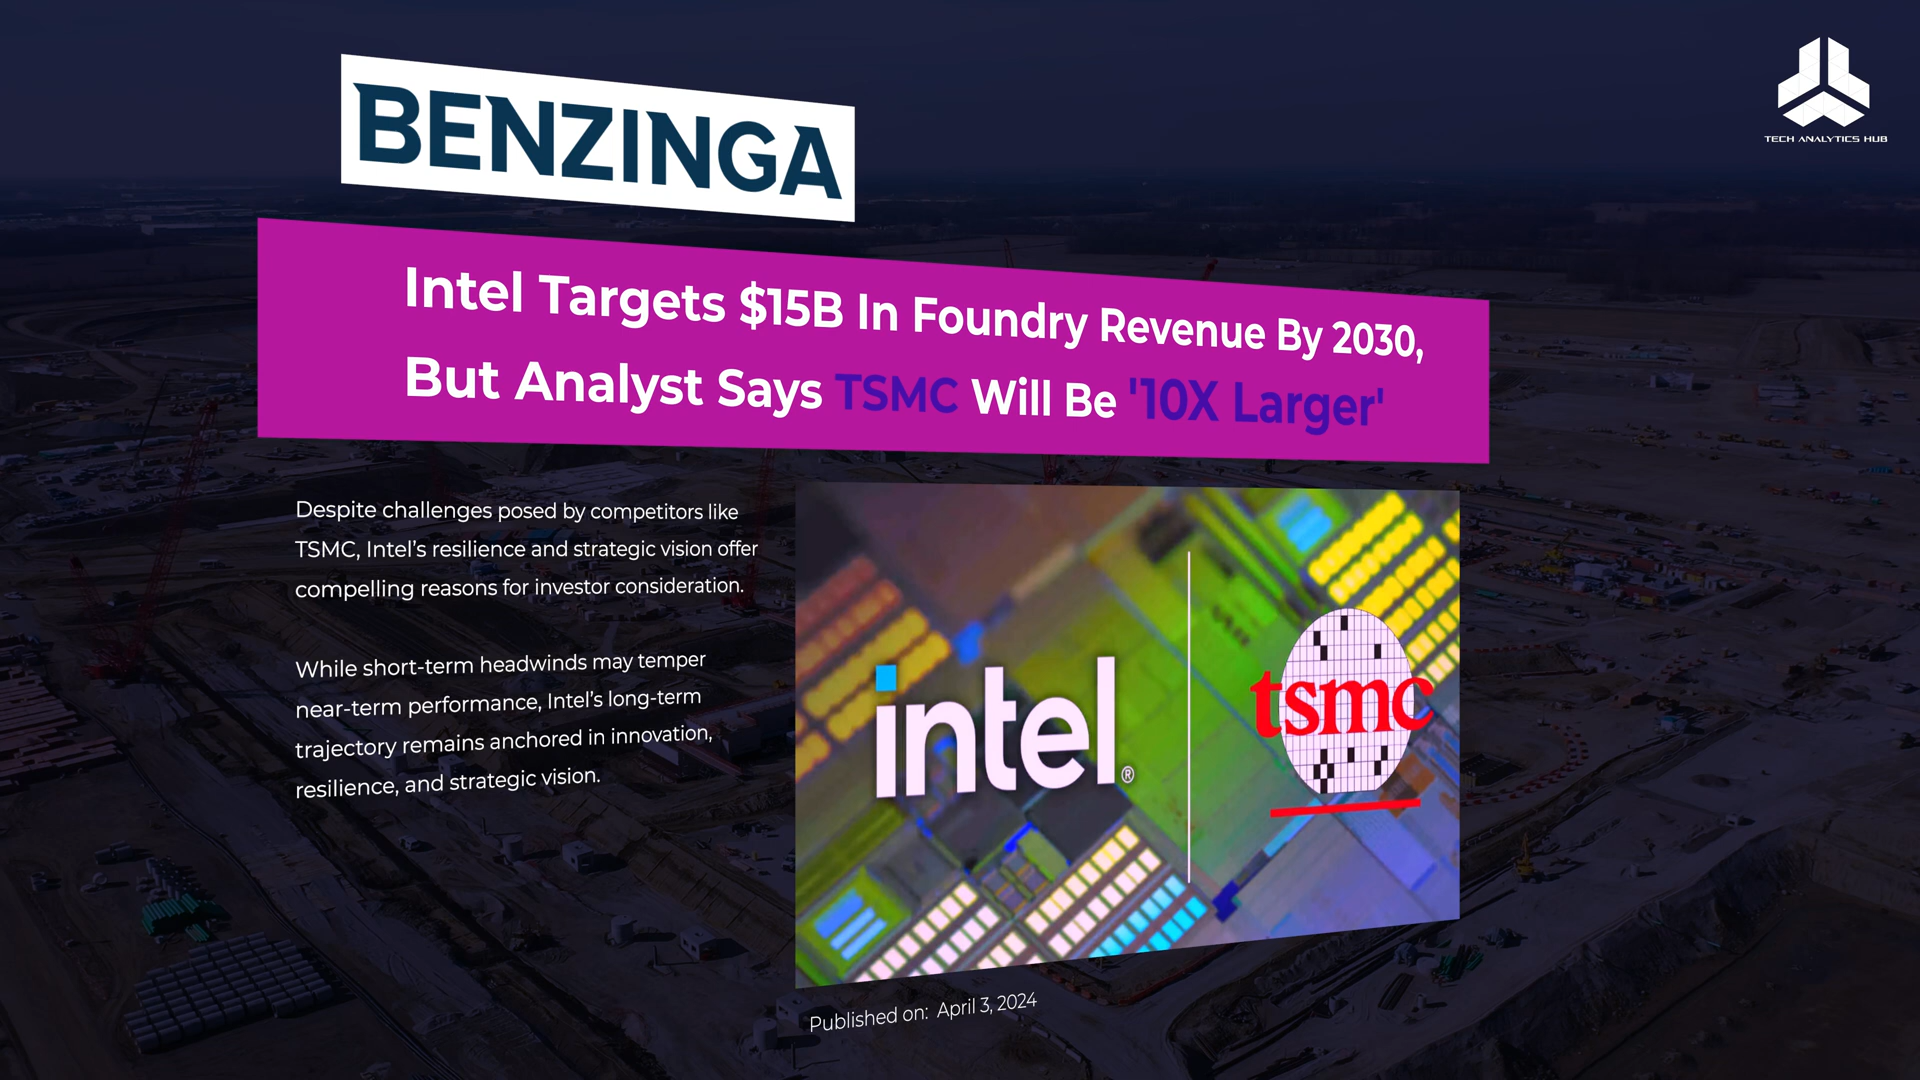 BENZINGA
TECH ANALYTICS HUB
Intel Targets $15B In Foundry Revenue By 2030,
But Analyst Says TSMC Will Be '10X Larger'
Despite challenges posed by competitors like
TSMC, Intel's resilience and strategic vision offer
compelling reasons for investor consideration.
While short-term headwinds may temper
near-term performance, Intel's long-term
trajectory remains anchored in innovation,
resilience, and strategic vision.
intel®
tsmc
Published on: April 3, 2024